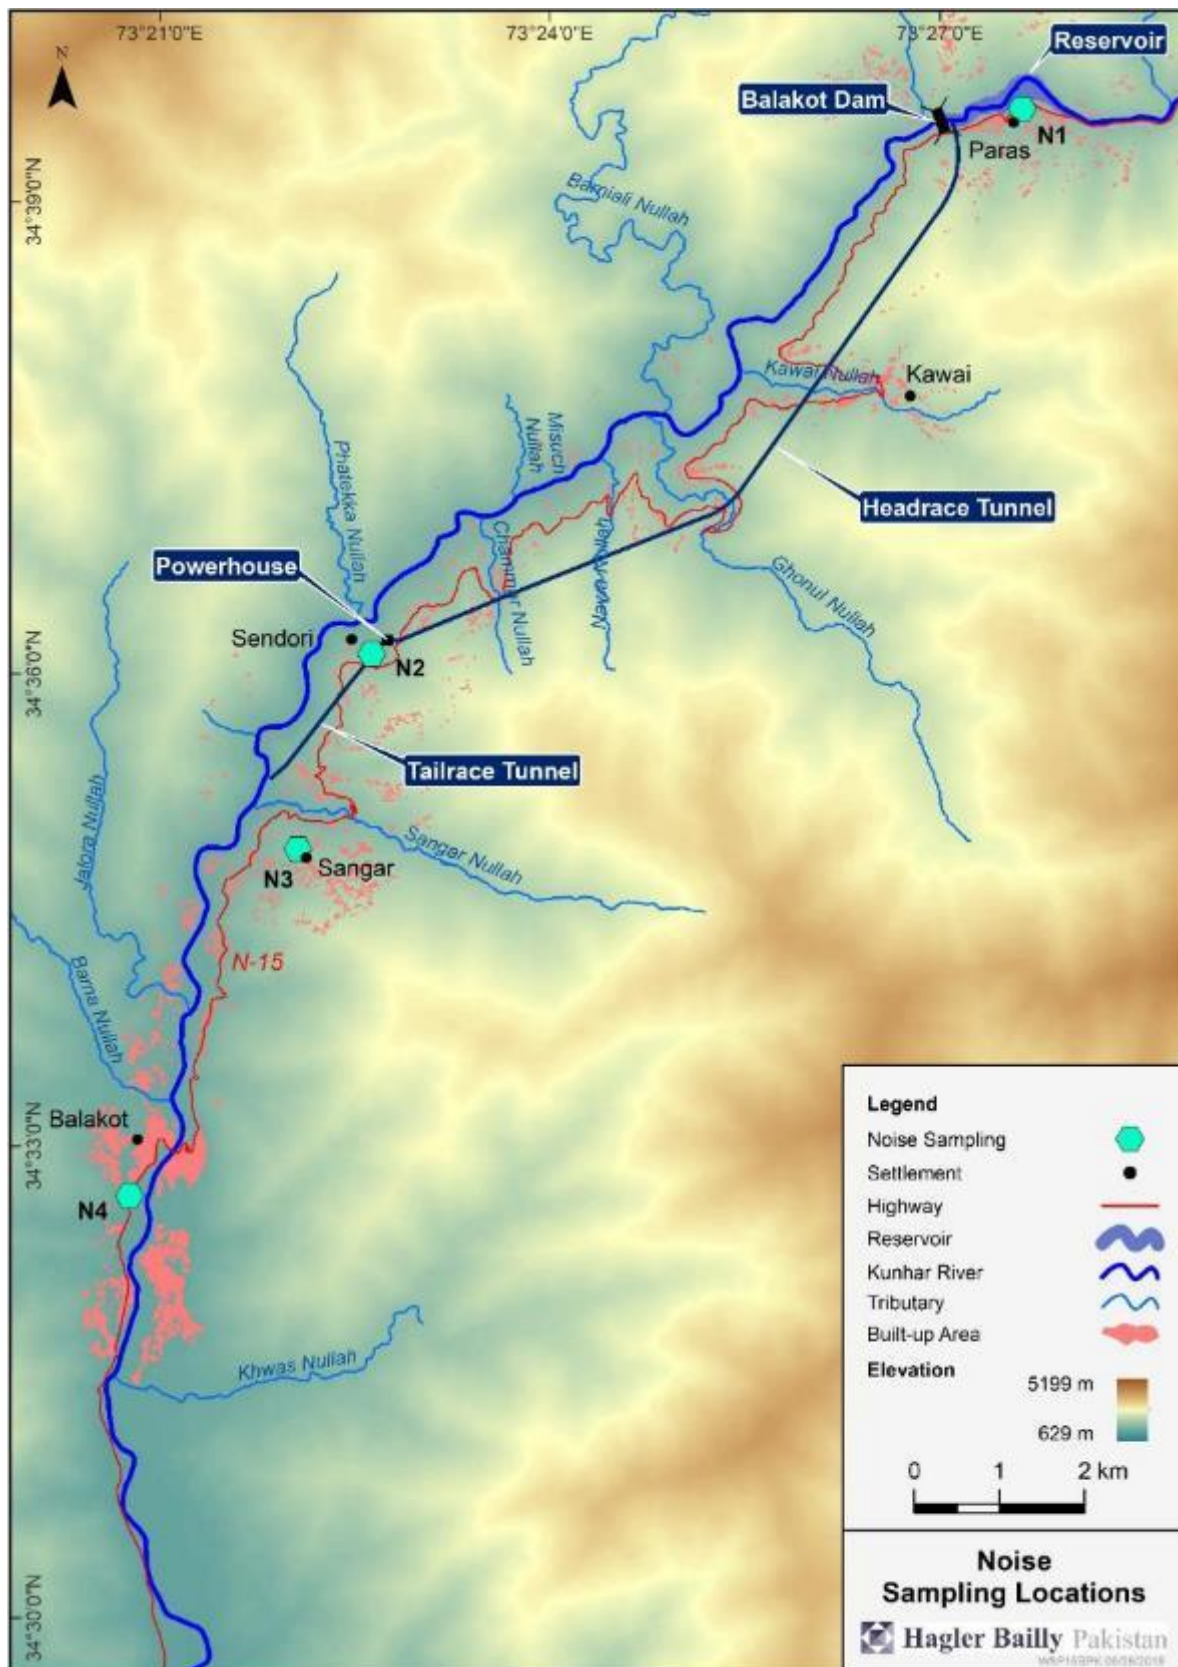 73°21'0"E
73°24'0"E
73°27'0"E
N
Reservoir
Balakot Dam
Paras
N1
34°39'0"N
Barniali Nullah
Kawai Nullah
Kawai
Misuch
Nullah
Phatekka Nullah
Headrace Tunnel
Chammar Nullah
Ghonul Nullah
Powerhouse
Sendori
N2
34°36'0"N
Tailrace Tunnel
Jalora Nullah
Sangar Nullah
N3
Sangar
N-15
Barna Nullah
Balakot
34°33'0"N
N4
Khwas Nullah
34°30'0"N
Legend
Noise Sampling
Settlement
Highway
Reservoir
Kunhar River
Tributary
Built-up Area
Elevation
5199 m
629 m
0 1 2 km
Noise
Sampling Locations
Hagler Bailly Pakistan